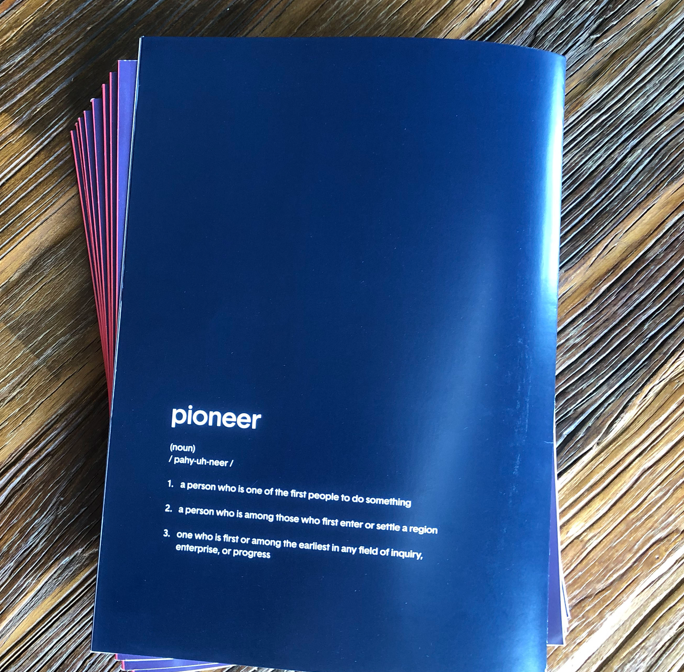 pioneer
(noun)
/ pahy-uh-neer /
1. a person who is one of the first people to do something
2. a person who is among those who first enter or settle a region
3. one who is first or among the earliest in any field of inquiry,
enterprise, or progress